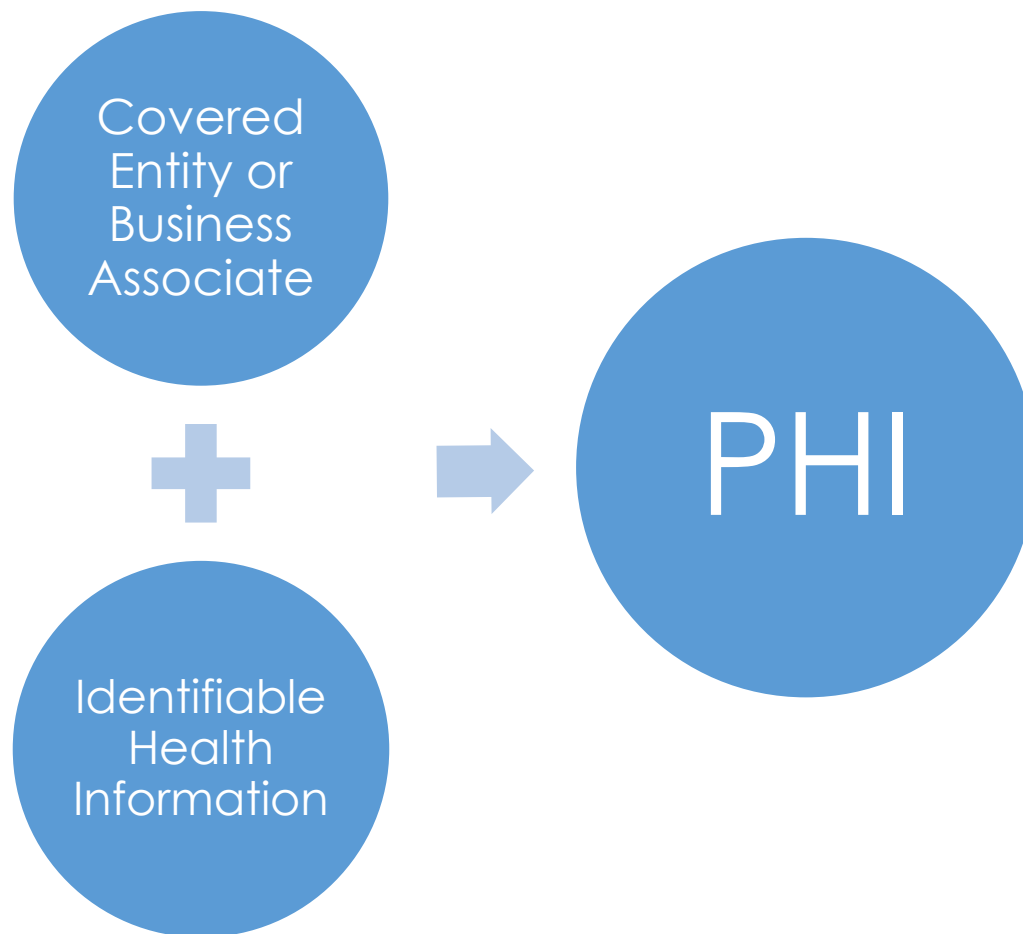 Covered
Entity or
Business
Associate
Identifiable
Health
Information
PHI